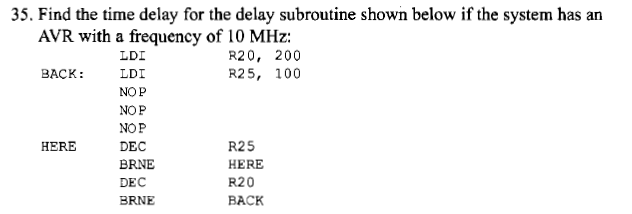 35. Find the time delay for the delay subroutine shown below if the system has an
AVR with a frequency of 10 MHz:
LDI R20, 200
BACK: LDI R25, 100
NOP
NOP
NOP
HERE DEC R25
BRNE HERE
DEC R20
BRNE BACK